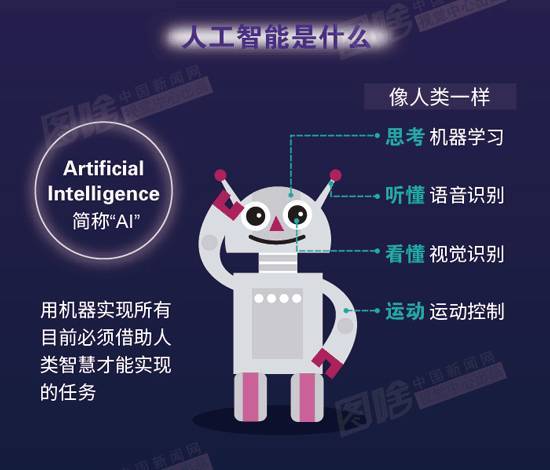 人工智能是什么
像人类一样
Artificial
Intelligence
简称“AI”
思考 机器学习
听懂 语音识别
看懂 视觉识别
运动 运动控制
用机器实现所有
目前必须借助人
类智慧才能实现
的任务
图啥
中国新闻网
图啥
中国新闻网